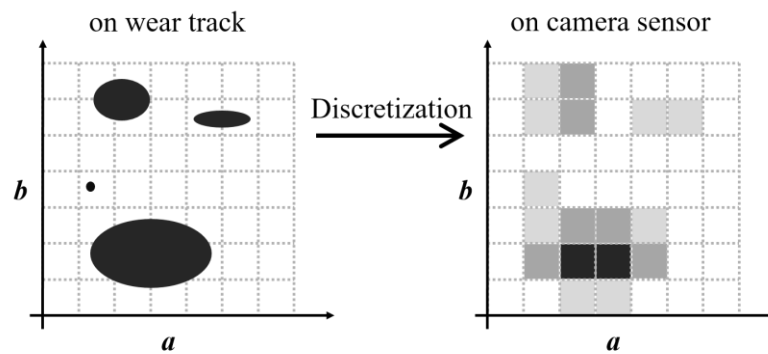 on wear track
on camera sensor
Discretization
b
b
a
a